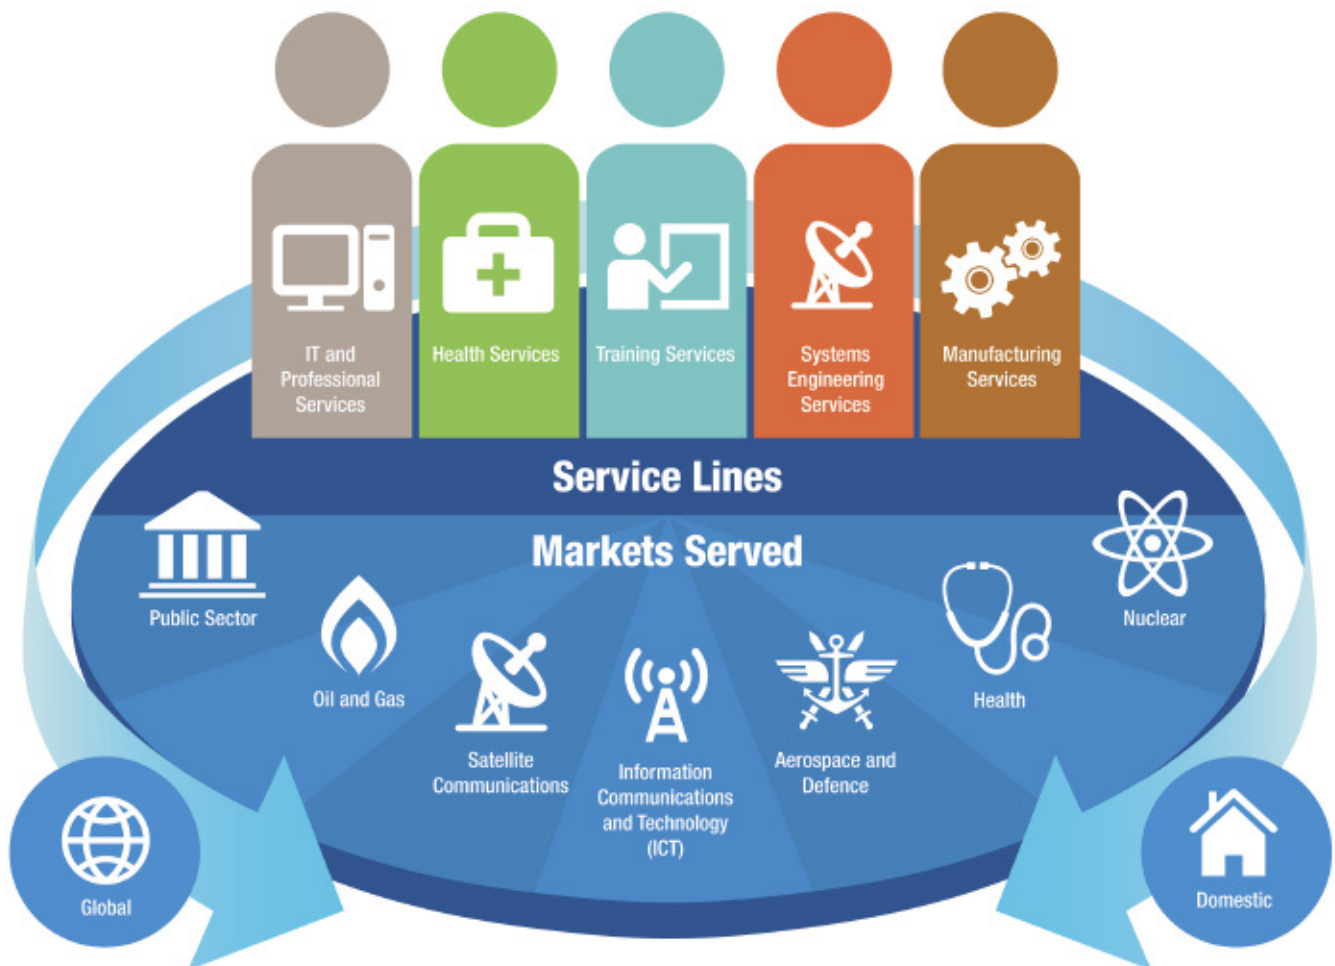 IT and
Professional
Services
Health Services
Training Services
Systems
Engineering
Services
Manufacturing
Services
Service Lines
Markets Served
Public Sector
Oil and Gas
Satellite
Communications
Information
Communications
and Technology
(ICT)
Aerospace and
Defence
Health
Nuclear
Global
Domestic